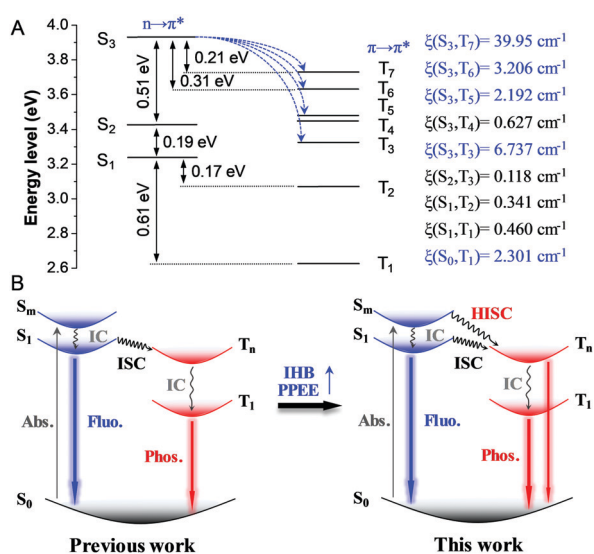 A
n→π*
π→π*
Energy level (eV)
4.0
3.8
3.6
3.4
3.2
3.0
2.8
2.6
S3
S2
S1
0.21 eV
0.31 eV
0.51 eV
0.19 eV
0.17 eV
0.61 eV
T7
T6
T5
T4
T3
T2
T1
ξ(S3,T7)= 39.95 cm-1
ξ(S3,T6)= 3.206 cm-1
ξ(S3,T5)= 2.192 cm-1
ξ(S3,T4)= 0.627 cm-1
ξ(S3,T3)= 6.737 cm-1
ξ(S2,T3)= 0.118 cm-1
ξ(S1,T2)= 0.341 cm-1
ξ(S1,T1)= 0.460 cm-1
ξ(S0,T1)= 2.301 cm-1
B
Sm
S1
IC
ISC
Tn
IC
T1
Abs.
Fluo.
Phos.
S0
Previous work
IHB
PPEE
Sm
HISC
S1
IC
ISC
Tn
IC
T1
Abs.
Fluo.
Phos.
S0
This work